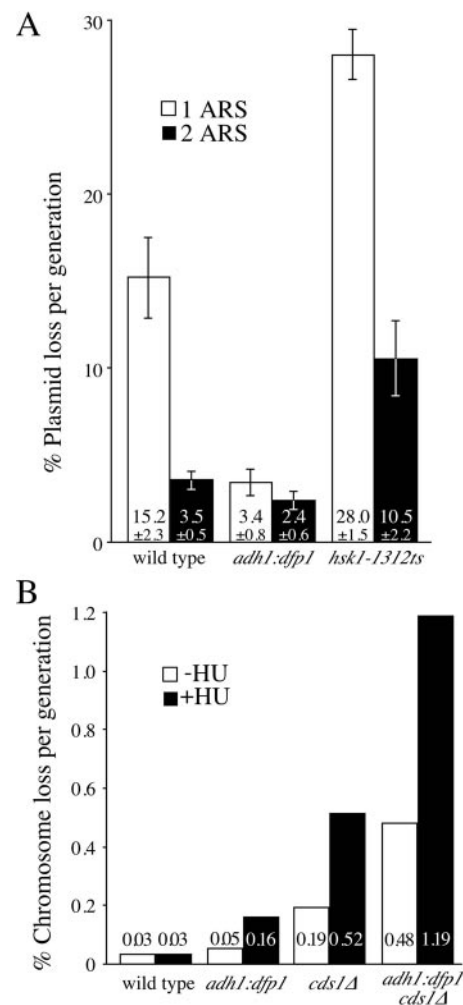 A
% Plasmid loss per generation
30
20
10
0
1 ARS
2 ARS
15.2 3.5 3.4 2.4 28.0 10.5
±2.3 ±0.5 ±0.8 ±0.6 ±1.5 ±2.2
wild type adh1:dfp1 hsk1-1312ts
B
% Chromosome loss per generation
1.2
1.0
0.8
0.6
0.4
0.2
0
-HU
+HU
0.03 0.03 0.05 0.16 0.19 0.52 0.48 1.19
wild type adh1:dfp1 cds1Δ adh1:dfp1
cds1Δ